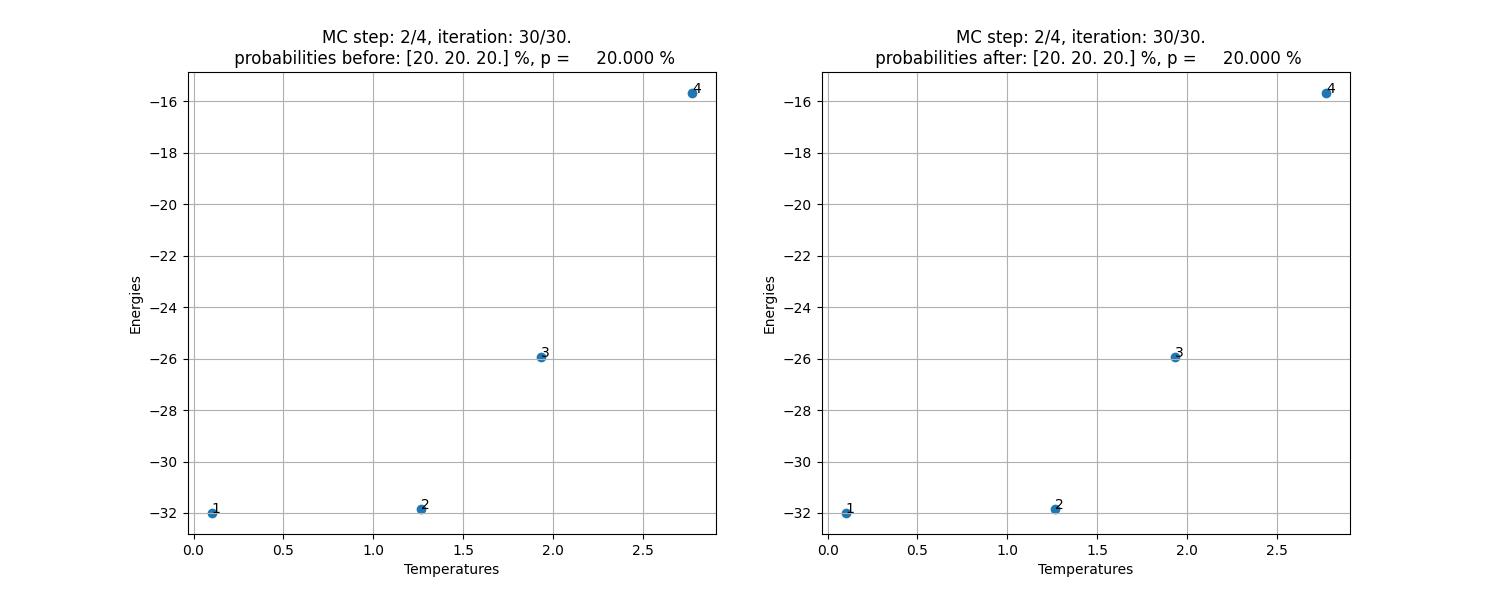 MC step: 2/4, iteration: 30/30.
probabilities before: [20. 20. 20.] %, p = 20.000 %
−16
−18
−20
−22
−24
−26
−28
−30
−32
Energies
4
3
2
1
0.0 0.5 1.0 1.5 2.0 2.5
Temperatures
MC step: 2/4, iteration: 30/30.
probabilities after: [20. 20. 20.] %, p = 20.000 %
−16
−18
−20
−22
−24
−26
−28
−30
−32
Energies
4
3
2
1
0.0 0.5 1.0 1.5 2.0 2.5
Temperatures